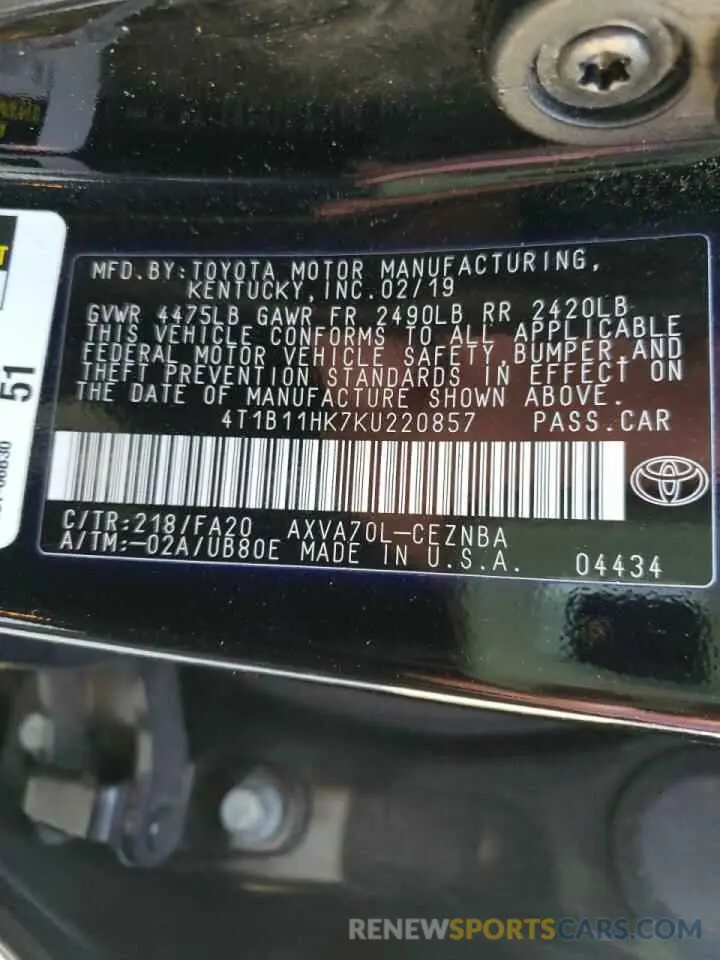 MFD.BY:TOYOTA MOTOR MANUFACTURING,
KENTUCKY,INC.02/19
GVWR 4475LB GAWR FR 2490LB RR 2420LB
THIS VEHICLE CONFORMS TO ALL APPLICABLE
FEDERAL MOTOR VEHICLE SAFETY,BUMPER,AND
THEFT PREVENTION STANDARDS IN EFFECT ON
THE DATE OF MANUFACTURE SHOWN ABOVE.
4T1B11HK7KU220857 PASS.CAR
C/TR:218/FA20 AXVA70L-CEZNBA
A/TM:-02A/UB80E MADE IN U.S.A. 04434
51
RENEWSPORTSCARS.COM